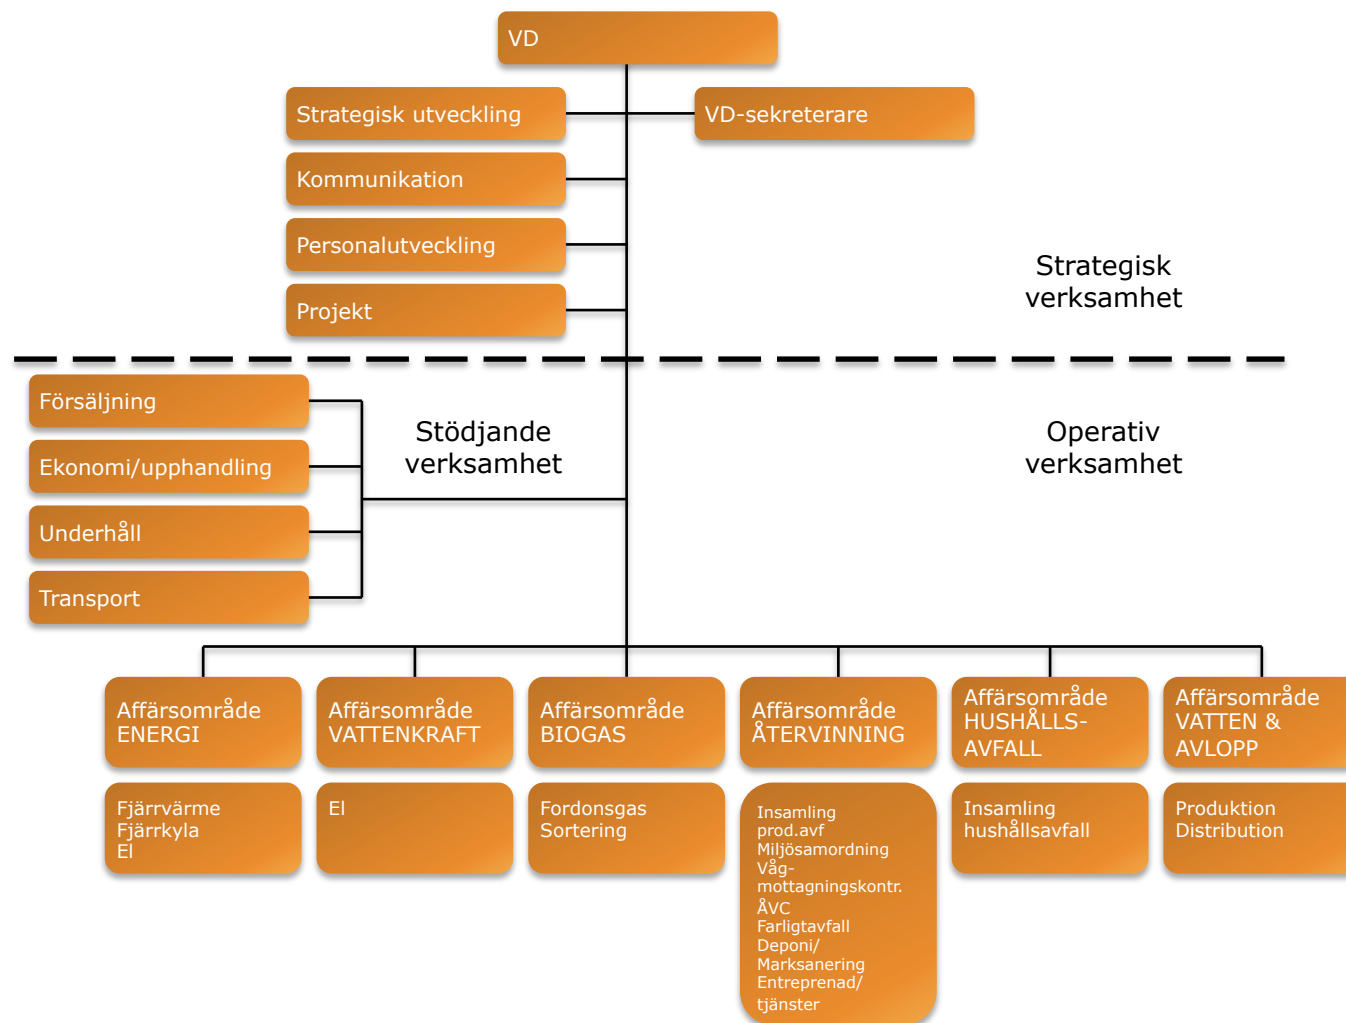 VD
Strategisk utveckling
VD-sekreterare
Kommunikation
Personalutveckling
Projekt
Strategisk
verksamhet
Försäljning
Ekonomi/upphandling
Underhåll
Transport
Stödjande
verksamhet
Operativ
verksamhet
Affärsområde
ENERGI
Affärsområde
VATTENKRAFT
Affärsområde
BIOGAS
Affärsområde
ÅTERVINNING
Affärsområde
HUSHÅLLS-
AVFALL
Affärsområde
VATTEN &
AVLOPP
Fjärrvärme
Fjärrkyla
El
El
Fordonsgas
Sortering
Insamling
prod.avf
Miljösamordning
Våg-
mottagningskontr.
ÅVC
Farligtavfall
Deponi/
Marksanering
Entreprenad/
tjänster
Insamling
hushållsavfall
Produktion
Distribution